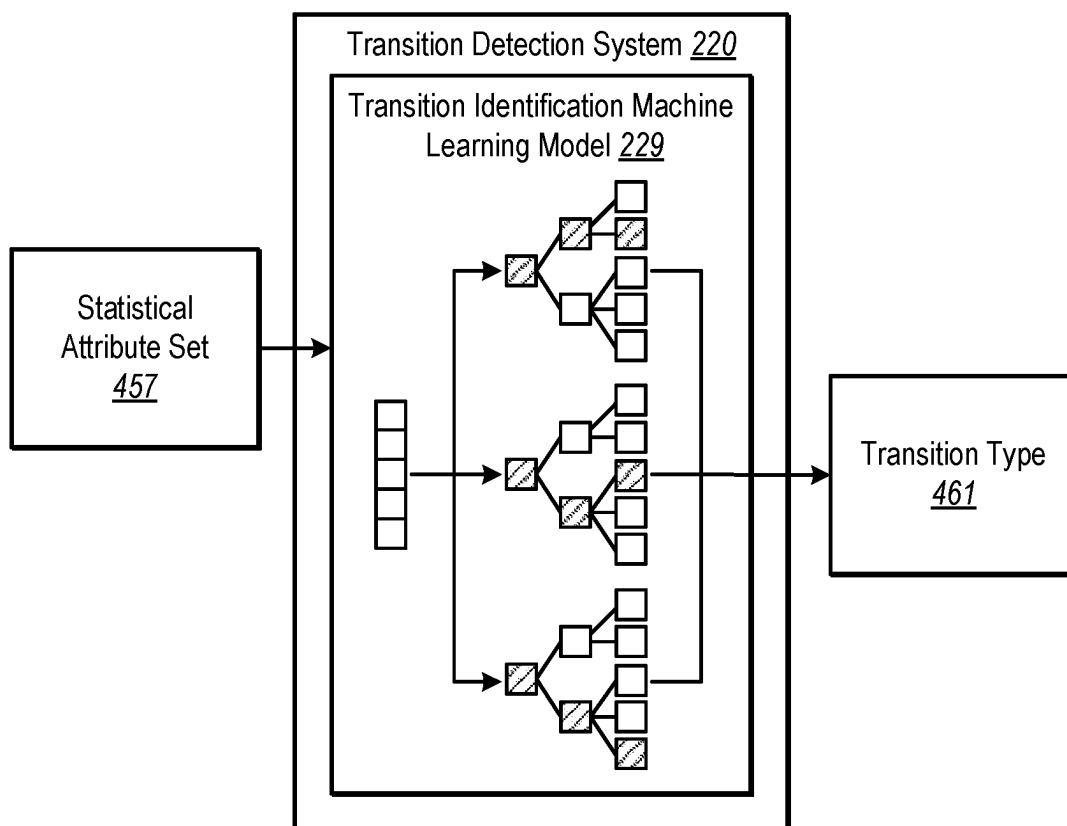 Transition Detection System 220
Transition Identification Machine
Learning Model 229
Statistical
Attribute Set
457
Transition Type
461